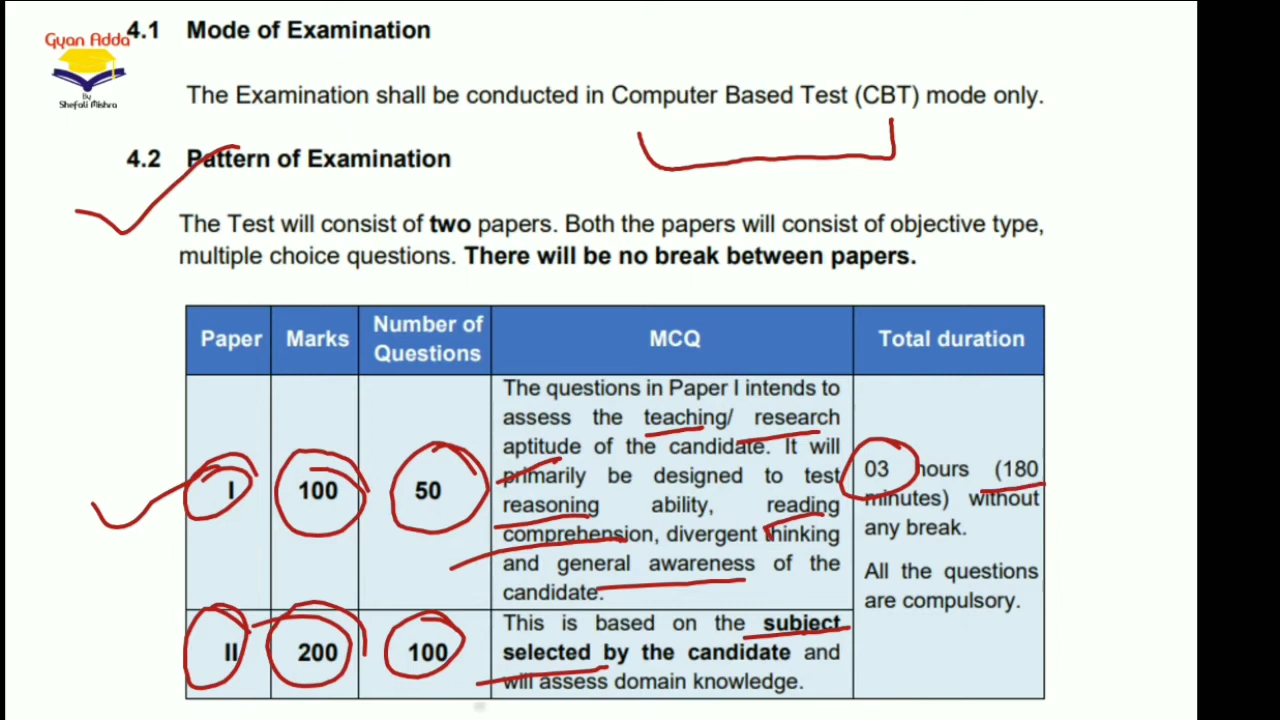 Gyan Adda
By
Shefali Mishra
4.1 Mode of Examination
The Examination shall be conducted in Computer Based Test (CBT) mode only.
4.2 Pattern of Examination
The Test will consist of two papers. Both the papers will consist of objective type,
multiple choice questions. There will be no break between papers.
Paper
Marks
Number of
Questions
MCQ
Total duration
I
100
50
The questions in Paper I intends to
assess the teaching/ research
aptitude of the candidate. It will
primarily be designed to test
reasoning ability, reading
comprehension, divergent thinking
and general awareness of the
candidate.
03 hours (180
minutes) without
any break.
All the questions
are compulsory.
II
200
100
This is based on the subject
selected by the candidate and
will assess domain knowledge.